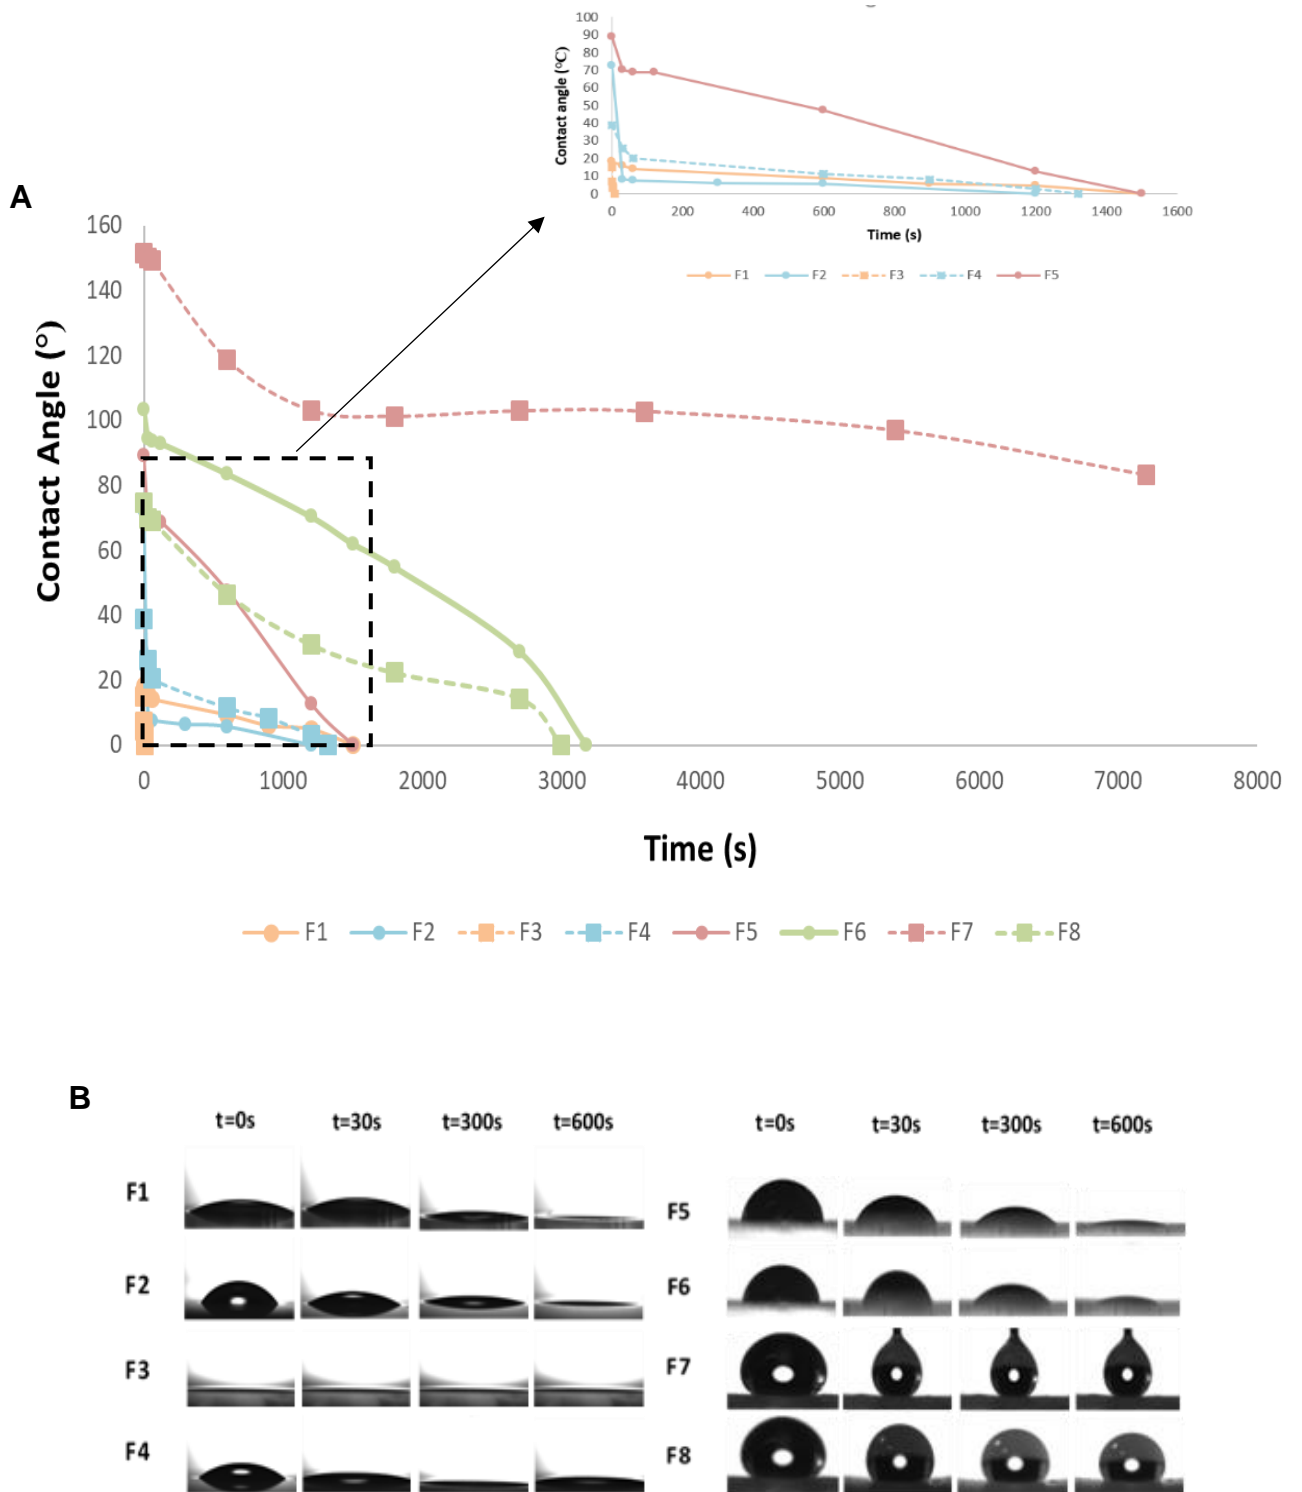 100
90
80
70
60
50
40
30
20
10
0
Contact angle (°C)
0 200 400 600 800 1000 1200 1400 1600
Time (s)
F1 F2 F3 F4 F5
A
160
140
120
100
80
60
40
20
0
Contact Angle (°)
0 1000 2000 3000 4000 5000 6000 7000 8000
Time (s)
F1 F2 F3 F4 F5 F6 F7 F8
B
t=0s t=30s t=300s t=600s
F1
F2
F3
F4
t=0s t=30s t=300s t=600s
F5
F6
F7
F8